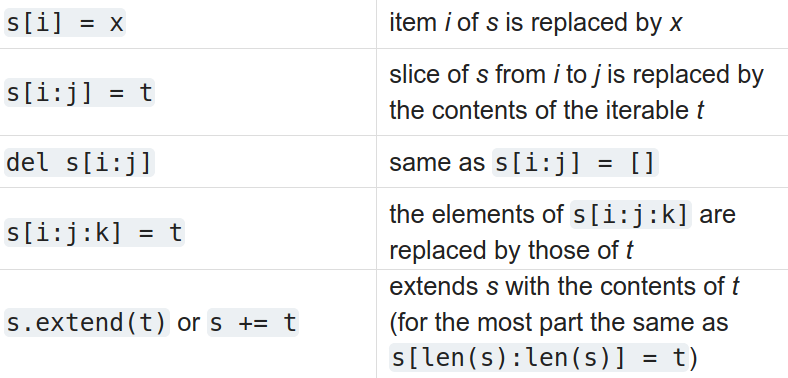 s[i] = x
item i of s is replaced by x
s[i:j] = t
slice of s from i to j is replaced by
the contents of the iterable t
del s[i:j]
same as s[i:j] = []
s[i:j:k] = t
the elements of s[i:j:k] are
replaced by those of t
s.extend(t) or s += t
extends s with the contents of t
(for the most part the same as
s[len(s):len(s)] = t)